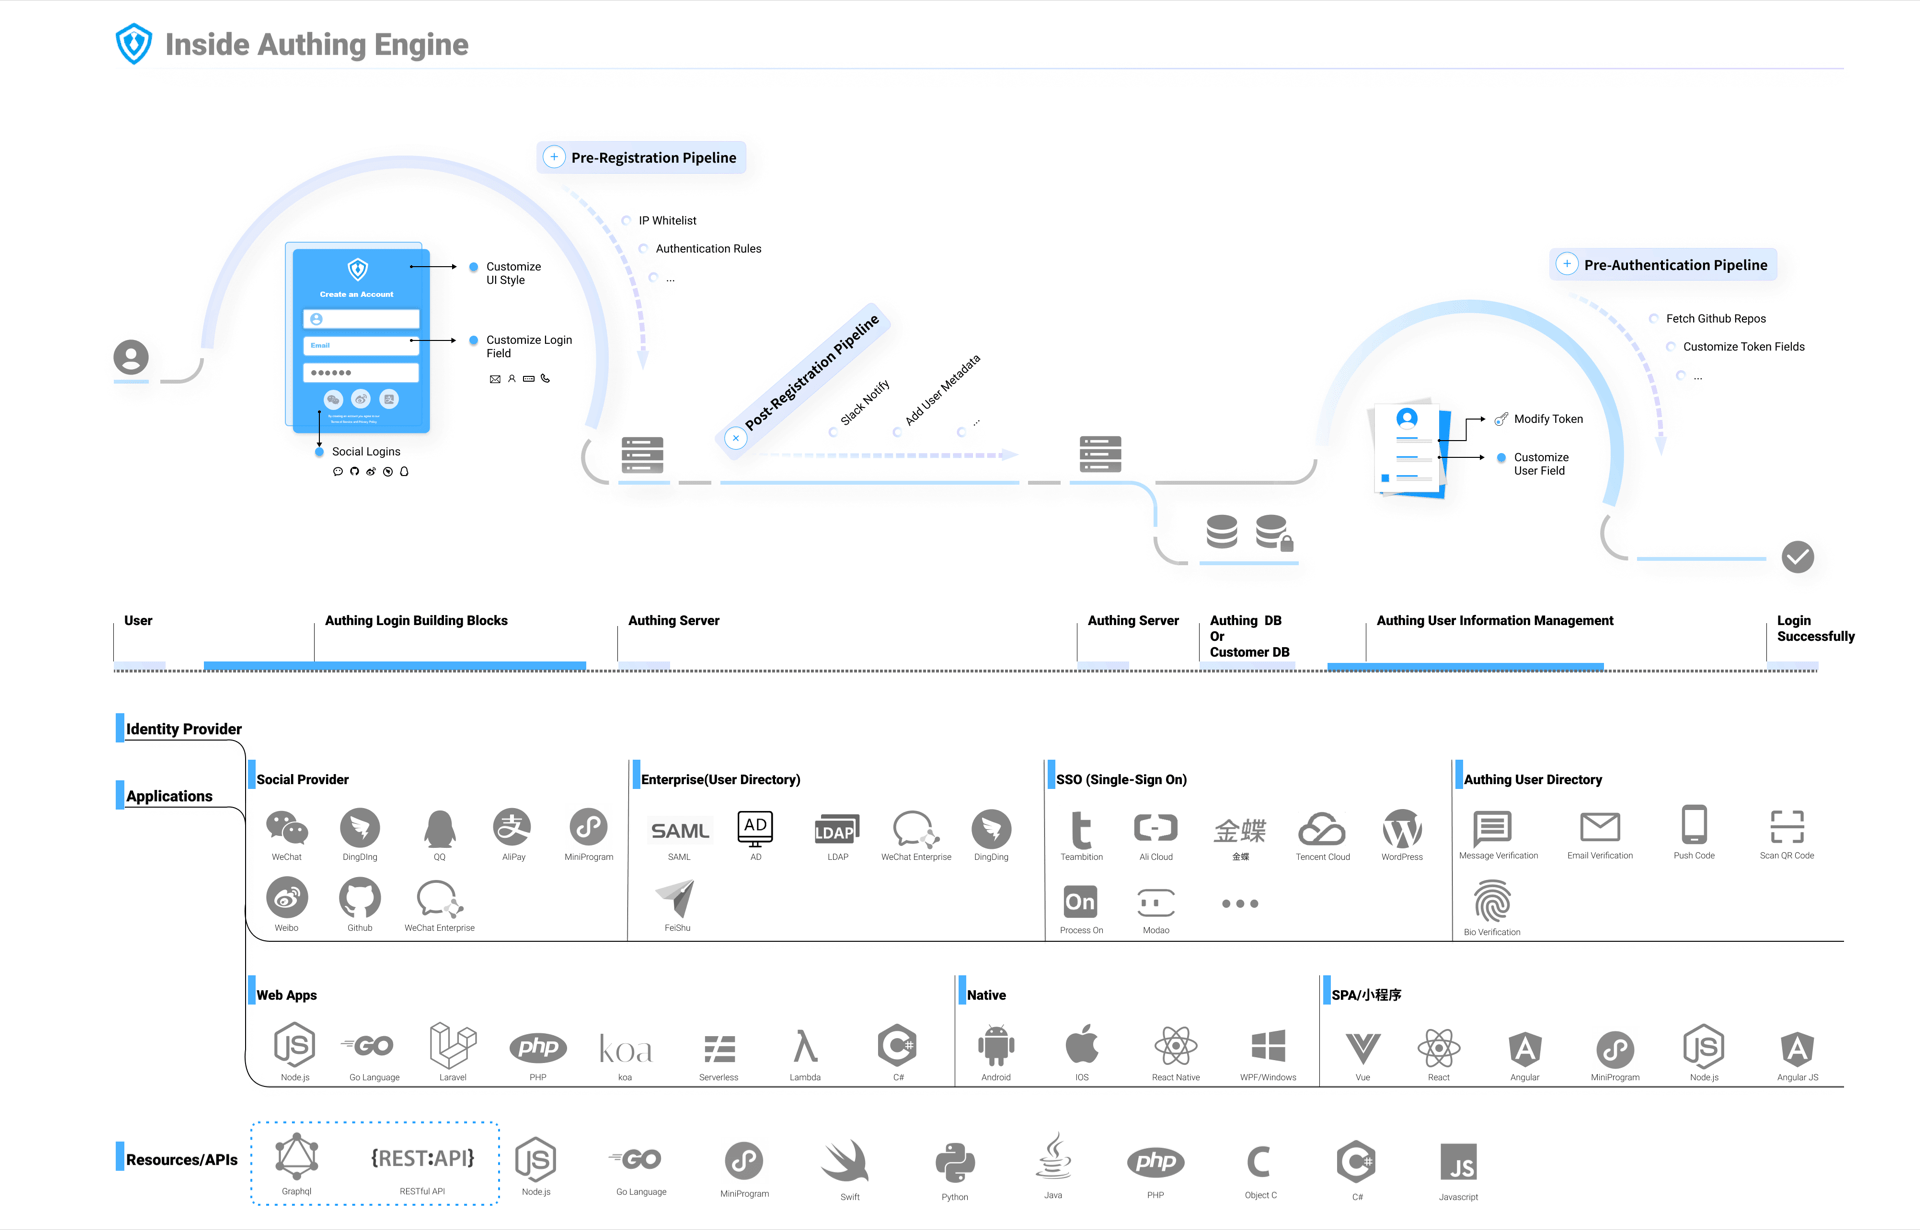 Inside Authing Engine
Pre-Registration Pipeline
IP Whitelist
Authentication Rules
...
Create an Account
Email
Customize
UI Style
Customize Login
Field
Social Logins
Post-Registration Pipeline
Slack Notify
Add User Metadata
...
Pre-Authentication Pipeline
Fetch Github Repos
Customize Token Fields
...
Modify Token
Customize
User Field
User
Authing Login Building Blocks
Authing Server
Authing Server
Authing DB
Or
Customer DB
Authing User Information Management
Login
Successfully
Identity Provider
Applications
Social Provider
WeChat
DingDIng
QQ
支
AliPay
MiniProgram
Weibo
Github
WeChat Enterprise
Enterprise(User Directory)
SAML
SAML
AD
AD
LDAP
LDAP
WeChat Enterprise
DingDing
FeiShu
SSO (Single-Sign On)
Teambition
Ali Cloud
金蝶
金蝶
Tencent Cloud
WordPress
On
Process On
Modao
Authing User Directory
Message Verification
Email Verification
Push Code
Scan QR Code
Bio Verification
Web Apps
JS
Node.js
GO
Go Language
Laravel
php
PHP
koa
koa
Serverless
λ
Lambda
C#
C#
Native
Android
IOS
React Native
WPF/Windows
SPA/小程序
Vue
React
A
Angular
MiniProgram
JS
Node.js
A
Angular JS
Resources/APIs
Graphql
{REST:API}
RESTful API
JS
Node.js
GO
Go Language
MiniProgram
Swift
Python
Java
php
PHP
C
Object C
C#
C#
JS
Javascript